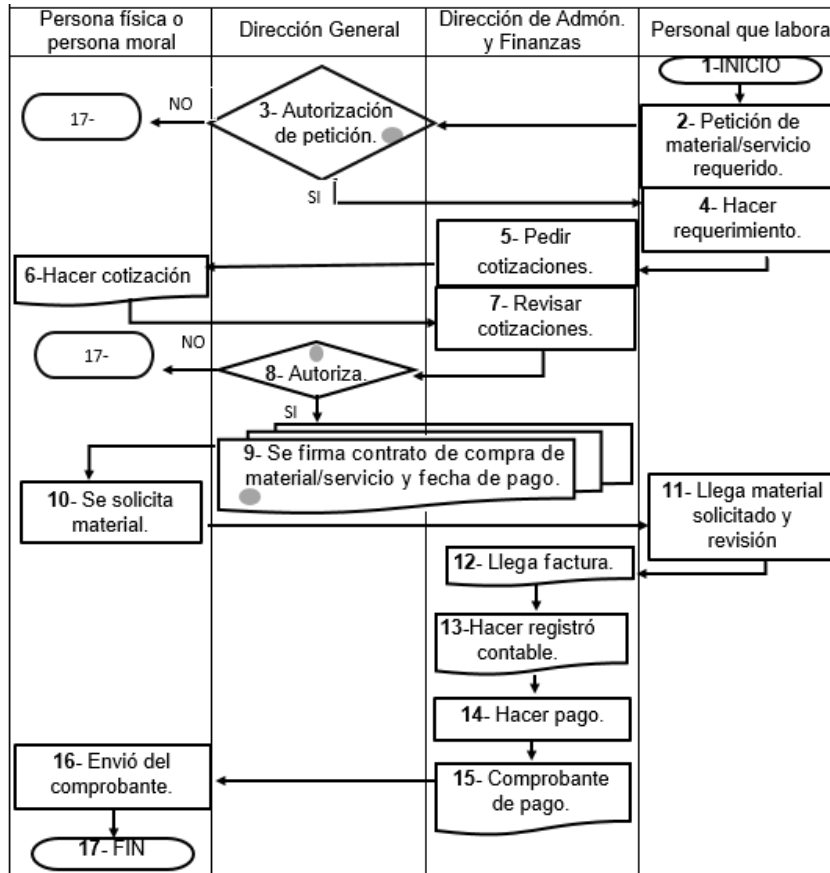 Persona física o
persona moral
Dirección General
Dirección de Admón.
y Finanzas
Personal que labora
1-INICIO
2- Petición de
material/servicio
requerido.
3- Autorización
de petición.
NO
17-
SI
4- Hacer
requerimiento.
5- Pedir
cotizaciones.
6-Hacer cotización
7- Revisar
cotizaciones.
8- Autoriza.
NO
17-
SI
9- Se firma contrato de compra de
material/servicio y fecha de pago.
10- Se solicita
material.
11- Llega material
solicitado y
revisión
12- Llega factura.
13-Hacer registró
contable.
14- Hacer pago.
15- Comprobante
de pago.
16- Envió del
comprobante.
17- FIN